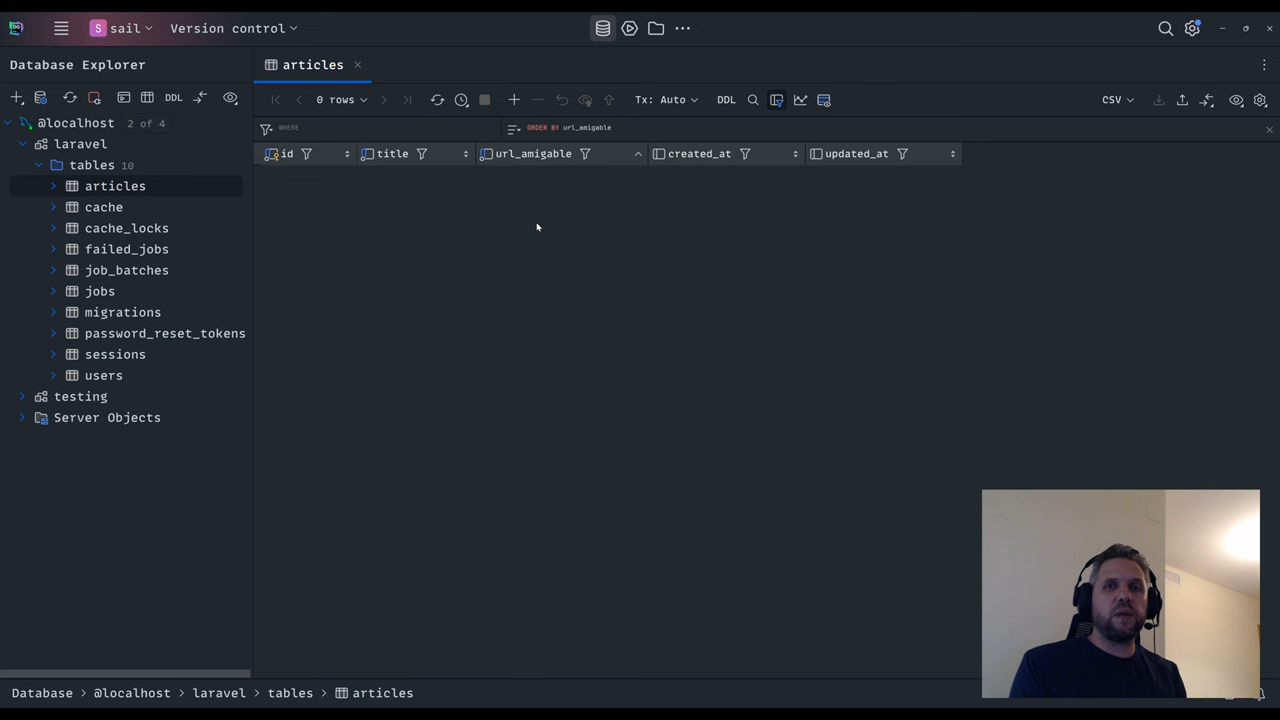 S sail Version control
Database Explorer
articles
DDL
0 rows
Tx: Auto
DDL
CSV
@localhost 2 of 4
WHERE
ORDER BY url_amigable
laravel
id title url_amigable created_at updated_at
tables 10
articles
cache
cache_locks
failed_jobs
job_batches
jobs
migrations
password_reset_tokens
sessions
users
testing
Server Objects
Database > @localhost > laravel > tables > articles